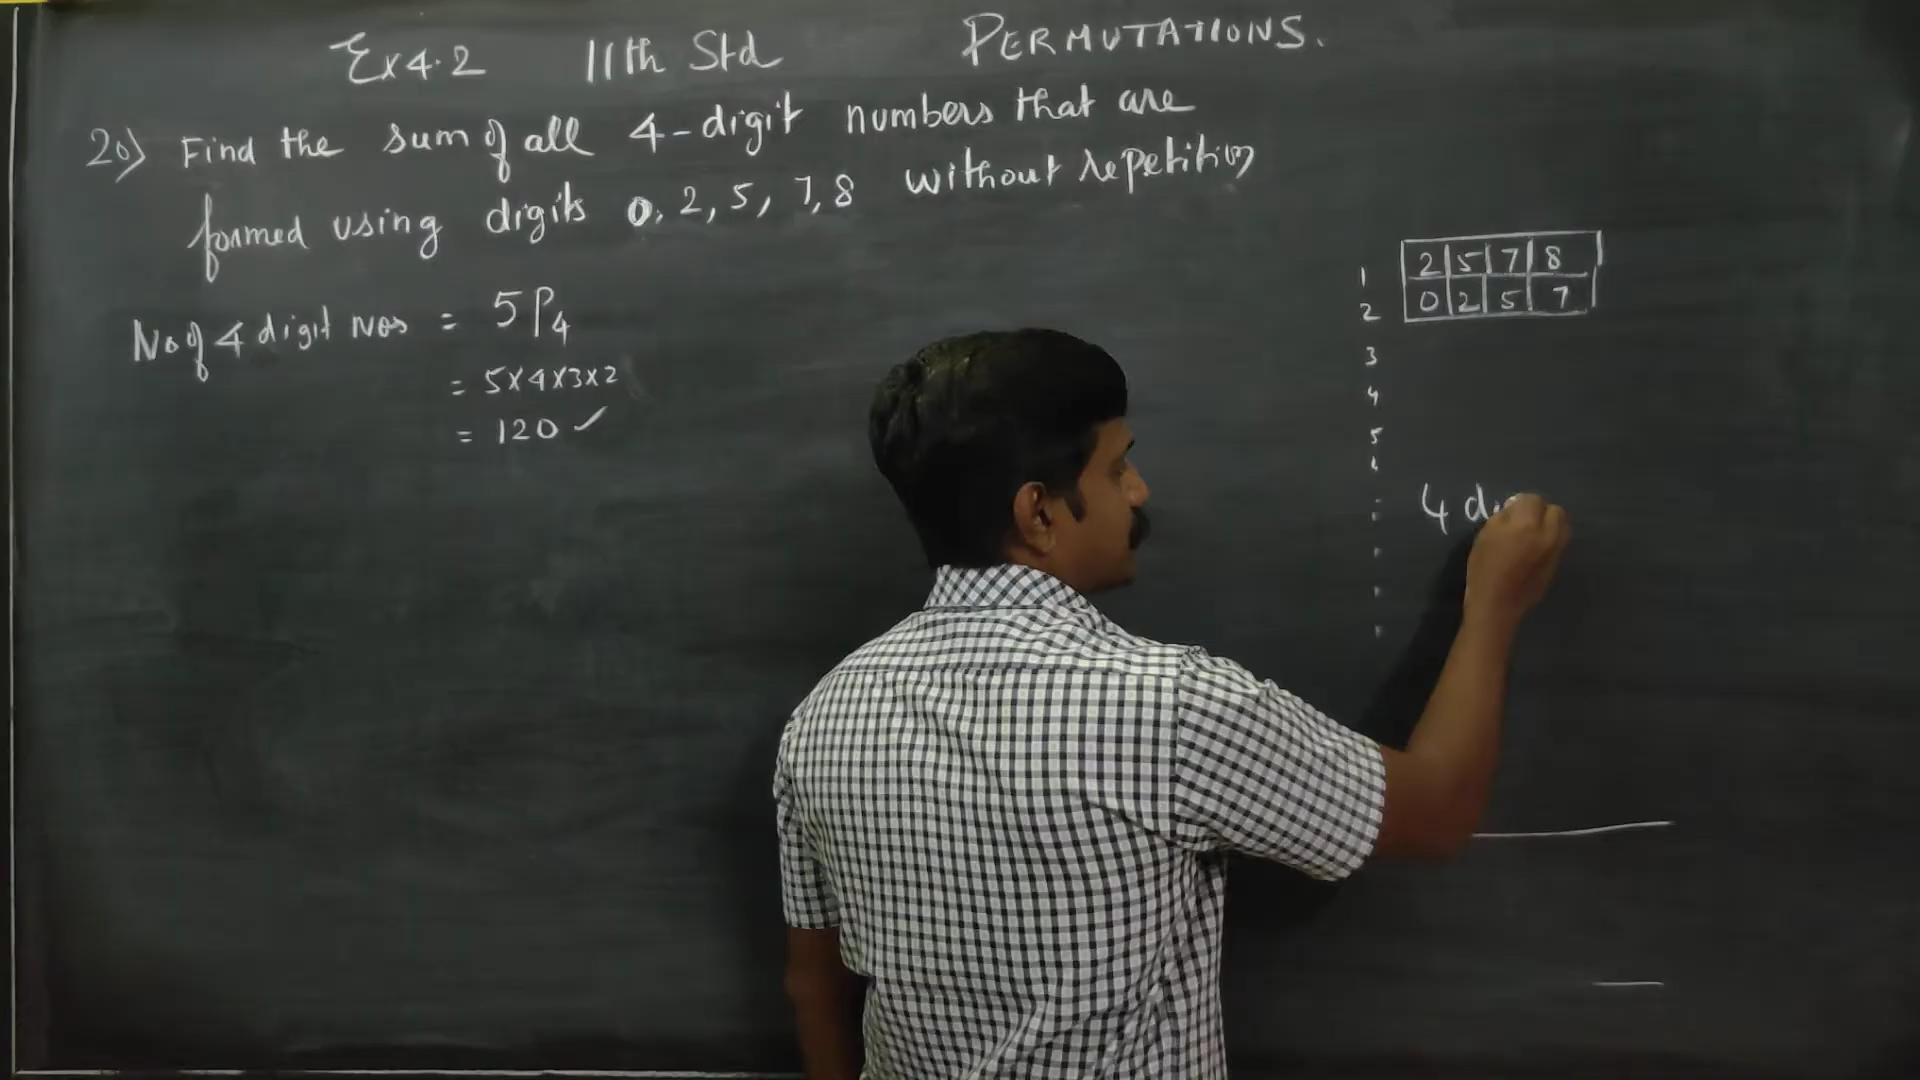 Ex 4.2 11th Std PERMUTATIONS.
20) Find the sum of all 4-digit numbers that are
formed using digits 0, 2, 5, 7, 8 without repetition
No of 4 digit Nos = 5P4
= 5x4x3x2
= 120 ✓
1 2 5 7 8
2 0 2 5 7
3
4
5
4 d